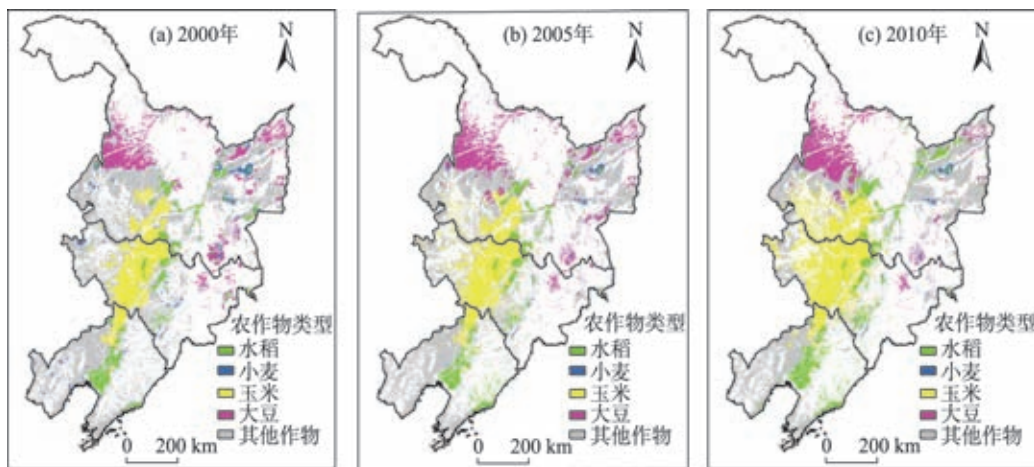 (a) 2000年
N
农作物类型
水稻
小麦
玉米
大豆
其他作物
0 200 km
(b) 2005年
N
农作物类型
水稻
小麦
玉米
大豆
其他作物
0 200 km
(c) 2010年
N
农作物类型
水稻
小麦
玉米
大豆
其他作物
0 200 km